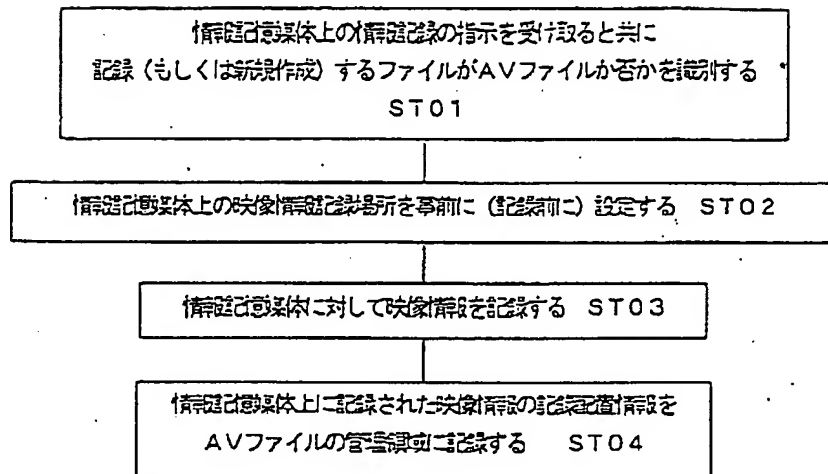 情報記憶媒体上の情報記録の指示を受け取ると共に
記録（もしくは新規作成）するファイルがAVファイルか否かを識別する
ST01
情報記憶媒体上の映像情報記録場所を事前に（記録前に）設定する ST02
情報記憶媒体に対して映像情報を記録する ST03
情報記憶媒体上に記録された映像情報の記録配置情報を
AVファイルの管理領域に記録する ST04